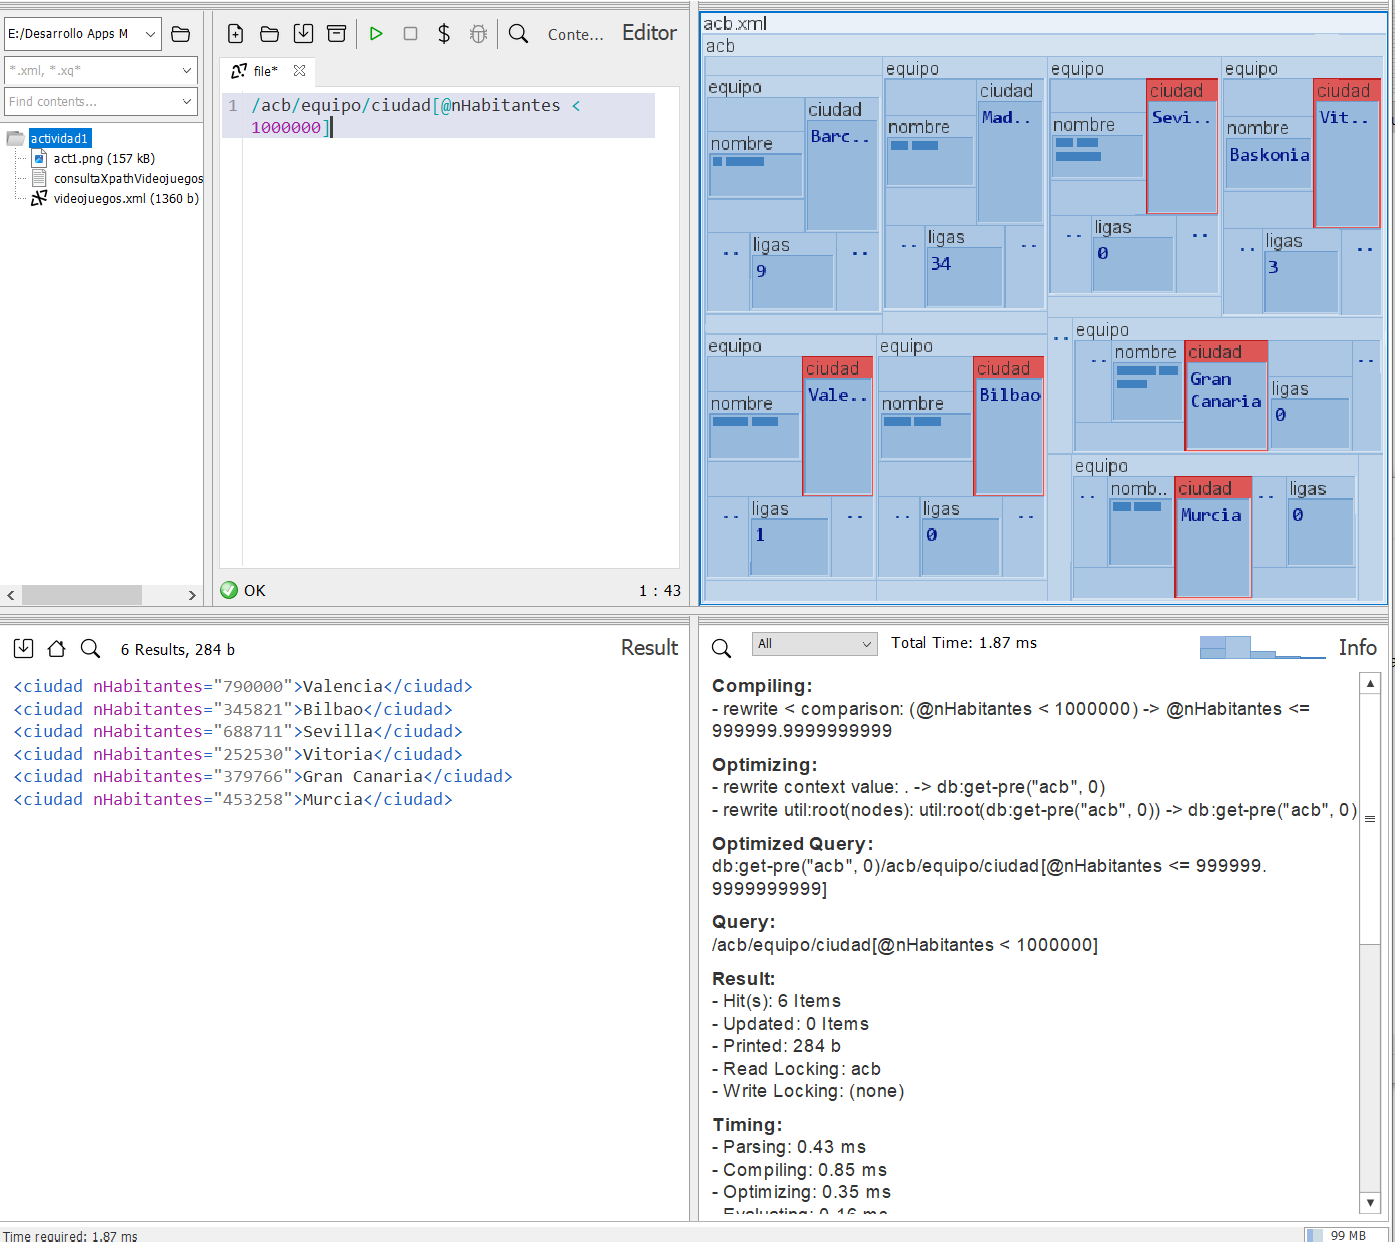 E:/Desarrollo Apps M
*.xml, *.xq*
Find contents...
actividad1
act1.png (157 kB)
consultaXpathVideojuegos
videojuegos.xml (1360 b)
Conte...
Editor
file*
1 /acb/equipo/ciudad[@nHabitantes <
1000000]
OK
1 : 43
acb.xml
acb
equipo
ciudad
Barc..
nombre
..
ligas
9
..
equipo
ciudad
Mad..
nombre
..
ligas
34
..
equipo
ciudad
Sevi..
nombre
..
ligas
0
..
equipo
ciudad
Vit..
nombre
Baskonia
..
ligas
3
..
equipo
ciudad
Vale..
nombre
..
ligas
1
..
equipo
ciudad
Bilbao
nombre
..
ligas
0
..
..
equipo
..
nombre
ciudad
Gran
Canaria
ligas
0
..
equipo
..
nomb..
ciudad
Murcia
..
ligas
0
6 Results, 284 b
Result
<ciudad nHabitantes="790000">Valencia</ciudad>
<ciudad nHabitantes="345821">Bilbao</ciudad>
<ciudad nHabitantes="688711">Sevilla</ciudad>
<ciudad nHabitantes="252530">Vitoria</ciudad>
<ciudad nHabitantes="379766">Gran Canaria</ciudad>
<ciudad nHabitantes="453258">Murcia</ciudad>
All
Total Time: 1.87 ms
Info
Compiling:
- rewrite < comparison: (@nHabitantes < 1000000) -> @nHabitantes <=
999999.9999999999
Optimizing:
- rewrite context value: . -> db:get-pre("acb", 0)
- rewrite util:root(nodes): util:root(db:get-pre("acb", 0)) -> db:get-pre("acb", 0)
Optimized Query:
db:get-pre("acb", 0)/acb/equipo/ciudad[@nHabitantes <= 999999.
9999999999]
Query:
/acb/equipo/ciudad[@nHabitantes < 1000000]
Result:
- Hit(s): 6 Items
- Updated: 0 Items
- Printed: 284 b
- Read Locking: acb
- Write Locking: (none)
Timing:
- Parsing: 0.43 ms
- Compiling: 0.85 ms
- Optimizing: 0.35 ms
- Evaluating: 0.16 ms
Time required: 1.87 ms
99 MB